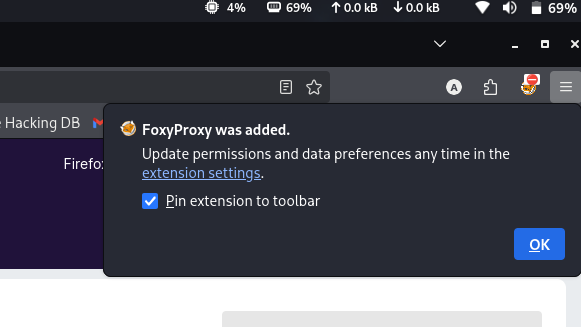 4% 69% 0.0 kB 0.0 kB 69%
A
Hacking DB
FoxyProxy was added.
Update permissions and data preferences any time in the
extension settings.
Firefo
Pin extension to toolbar
OK